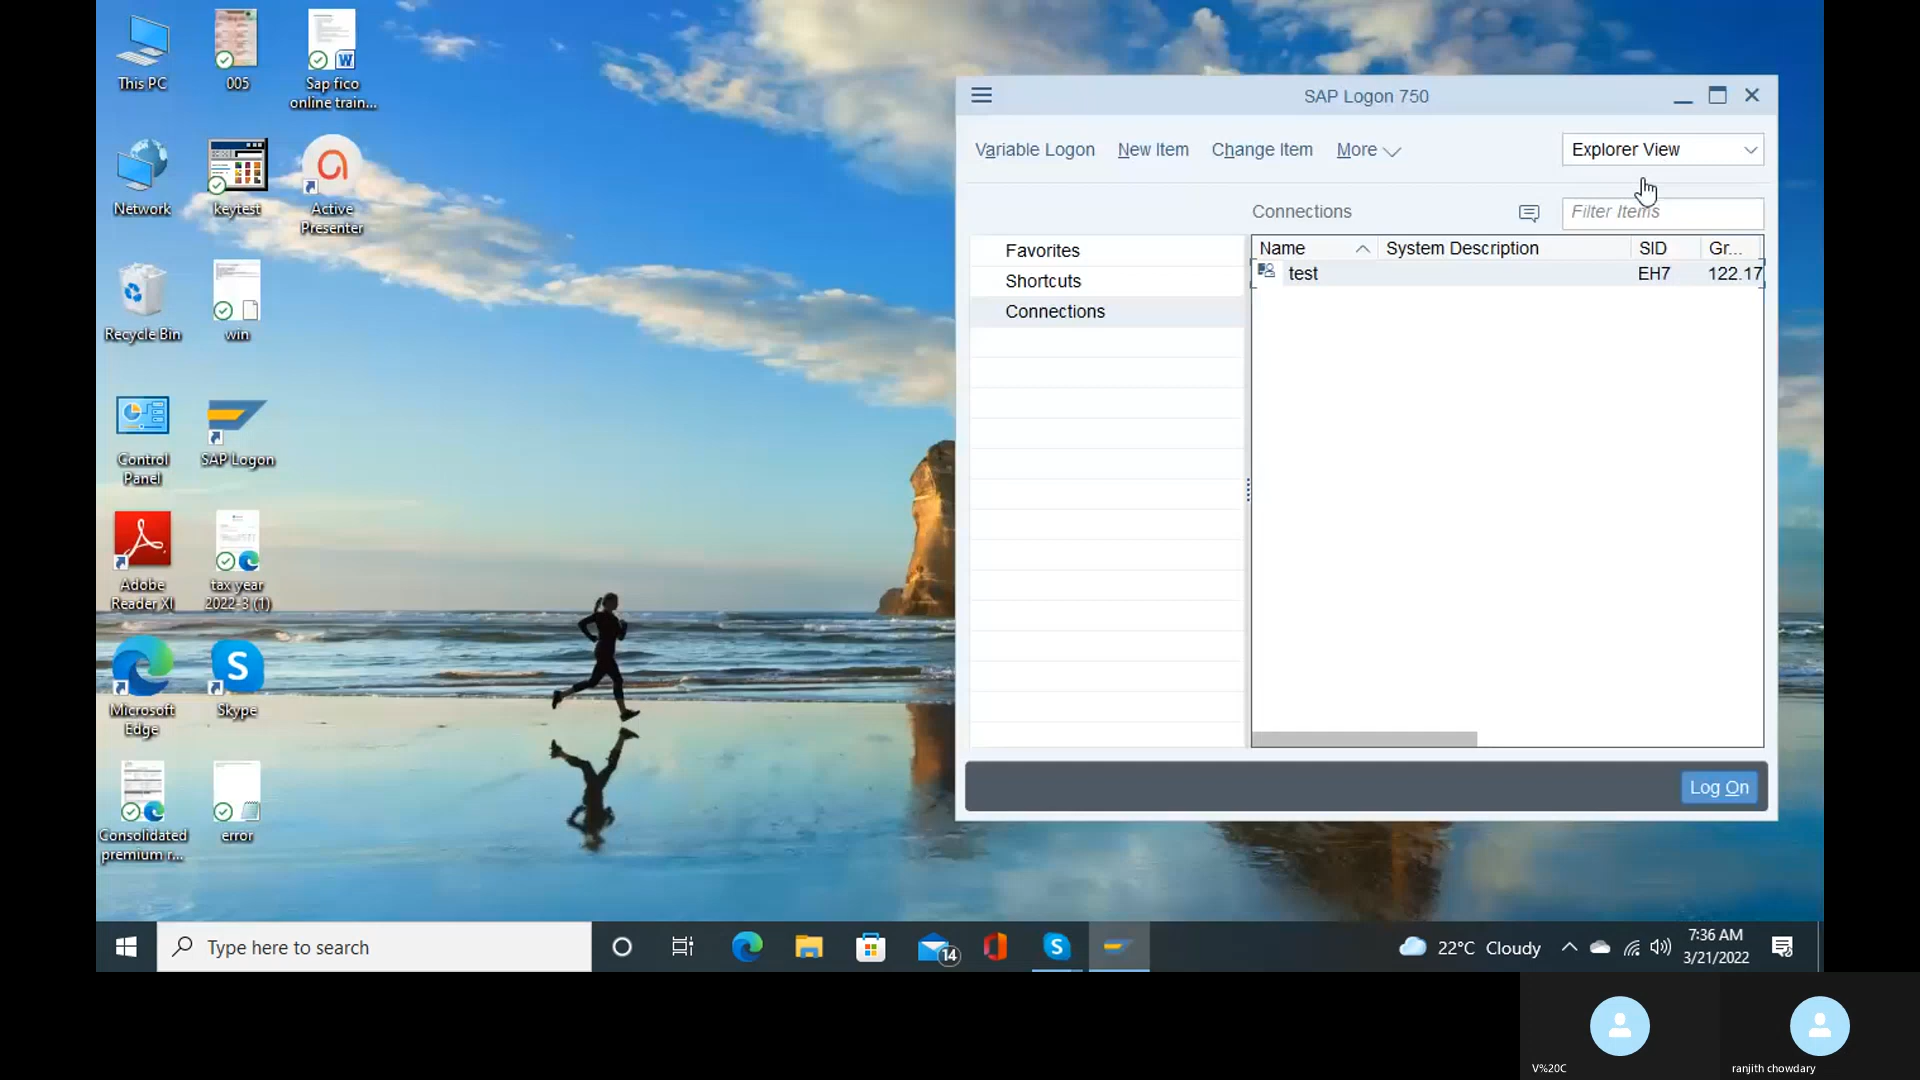 This PC
005
Sap fico
online train...
Network
keytest
Active
Presenter
Recycle Bin
win
Control
Panel
SAP Logon
Adobe
Reader XI
tax year
2022-3 (1)
Microsoft
Edge
Skype
Consolidated
premium r...
error
SAP Logon 750
Variable Logon
New Item
Change Item
More
Explorer View
Connections
Filter Items
Favorites
Shortcuts
Connections
Name
System Description
SID
Gr...
test
EH7
122.17
Log On
Type here to search
14
22°C Cloudy
7:36 AM
3/21/2022
V%20C
ranjith chowdary